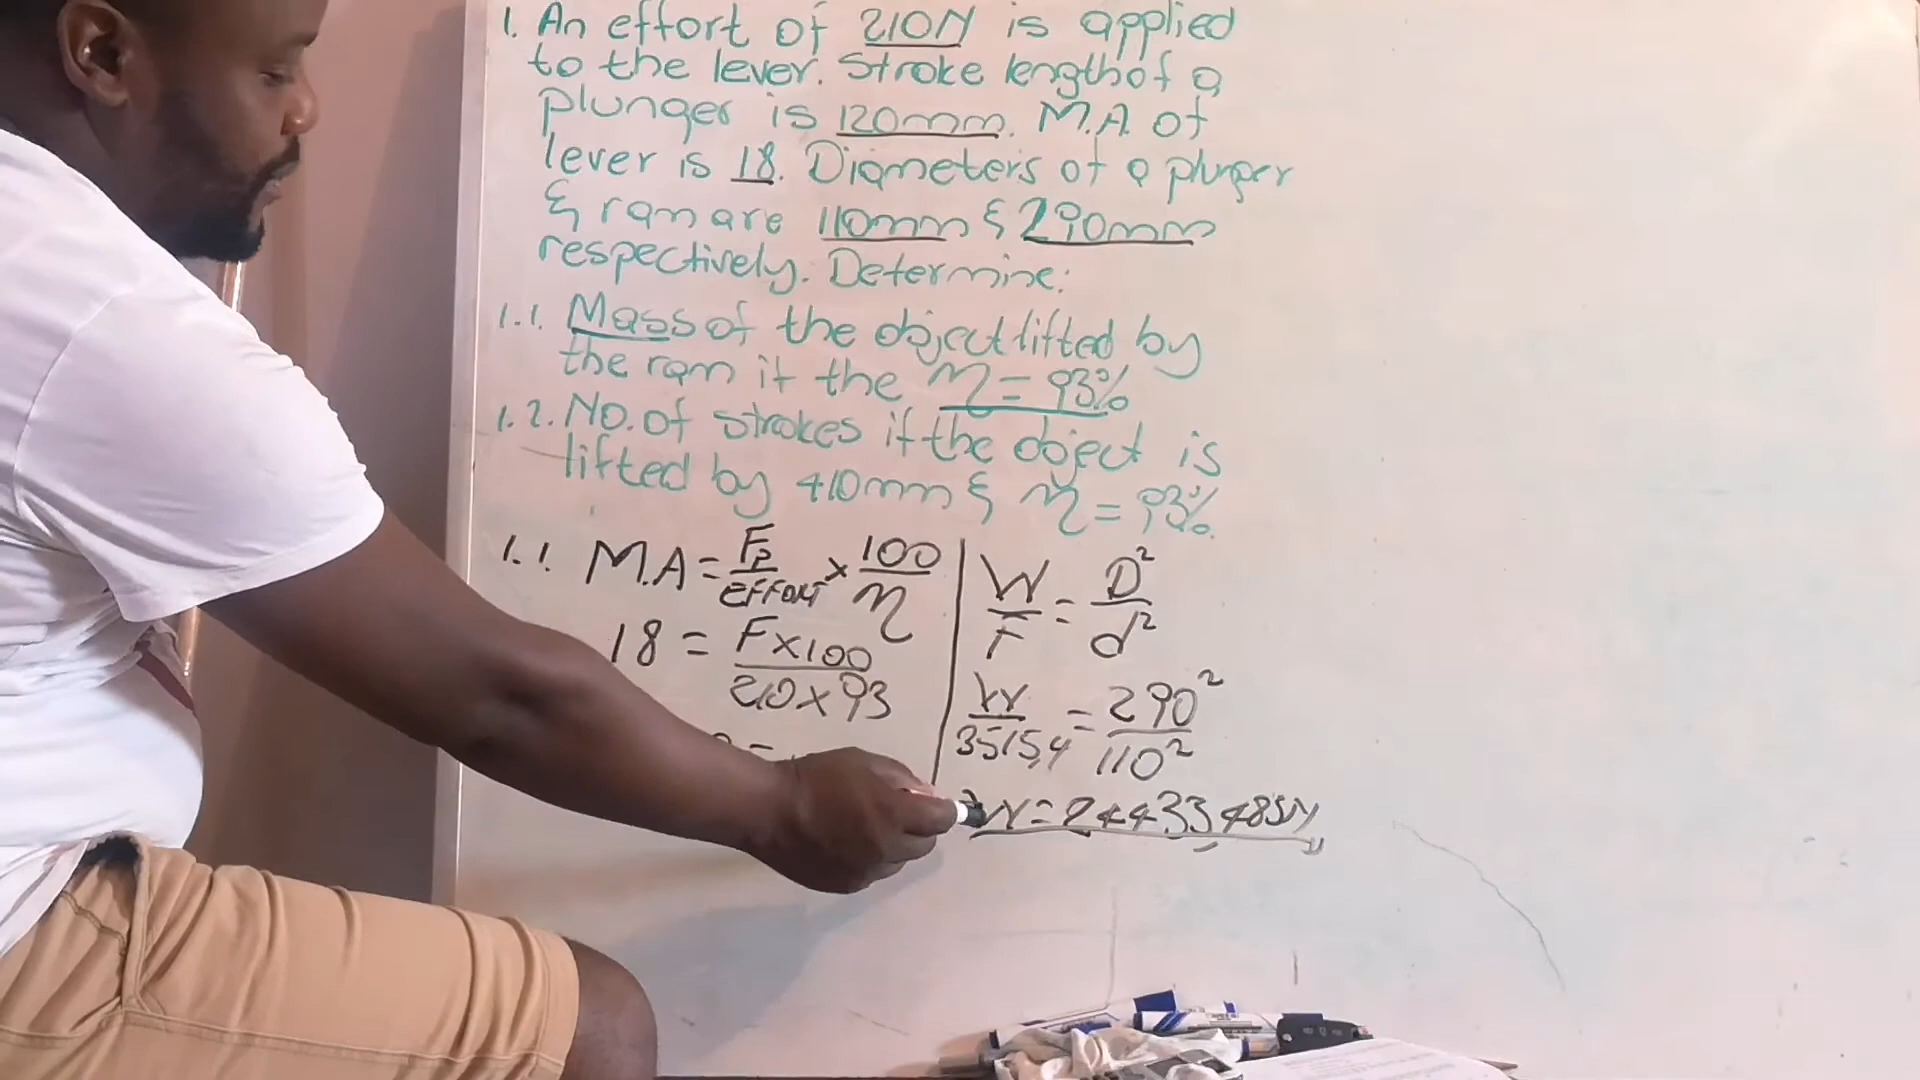 1. An effort of 210N is applied
to the lever. Stroke length of a
plunger is 120mm. M.A. of
lever is 18. Diameters of a plunger
& ram are 110mm & 290mm
respectively. Determine:
1.1. Mass of the object lifted by
the ram if the η = 93%
1.2. No. of strokes if the object is
lifted by 410mm & η = 93%.
1.1. M.A = Fp/EFFORT × 100/η
18 = F×100/210×93
W/F = D²/d²
W/3515,4 = 290²/110²
W = 24433,485N